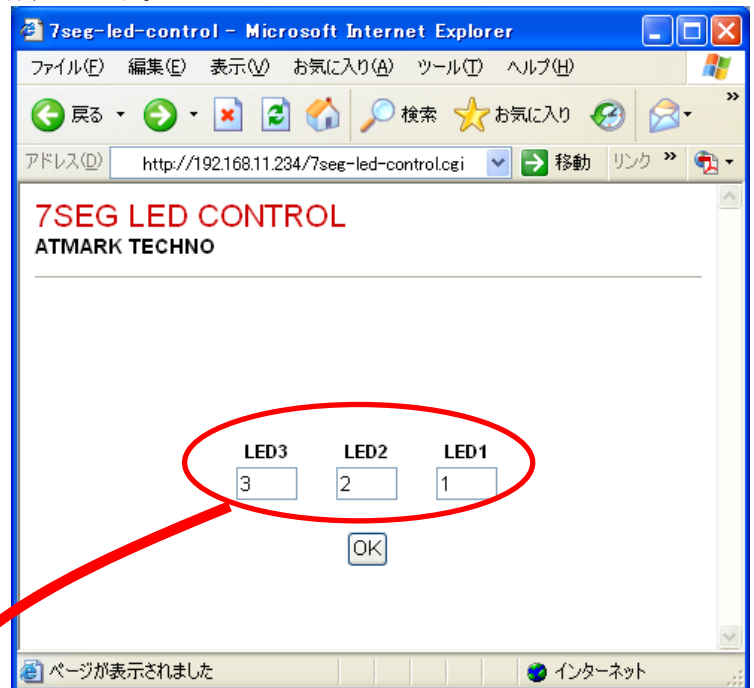 7seg-led-control - Microsoft Internet Explorer
ファイル(F) 編集(E) 表示(V) お気に入り(A) ツール(T) ヘルプ(H)
戻る 検索 お気に入り »
アドレス(D) http://192.168.11.234/7seg-led-control.cgi 移動 リンク »
7SEG LED CONTROL
ATMARK TECHNO
LED3 LED2 LED1
3 2 1
OK
ページが表示されました インターネット